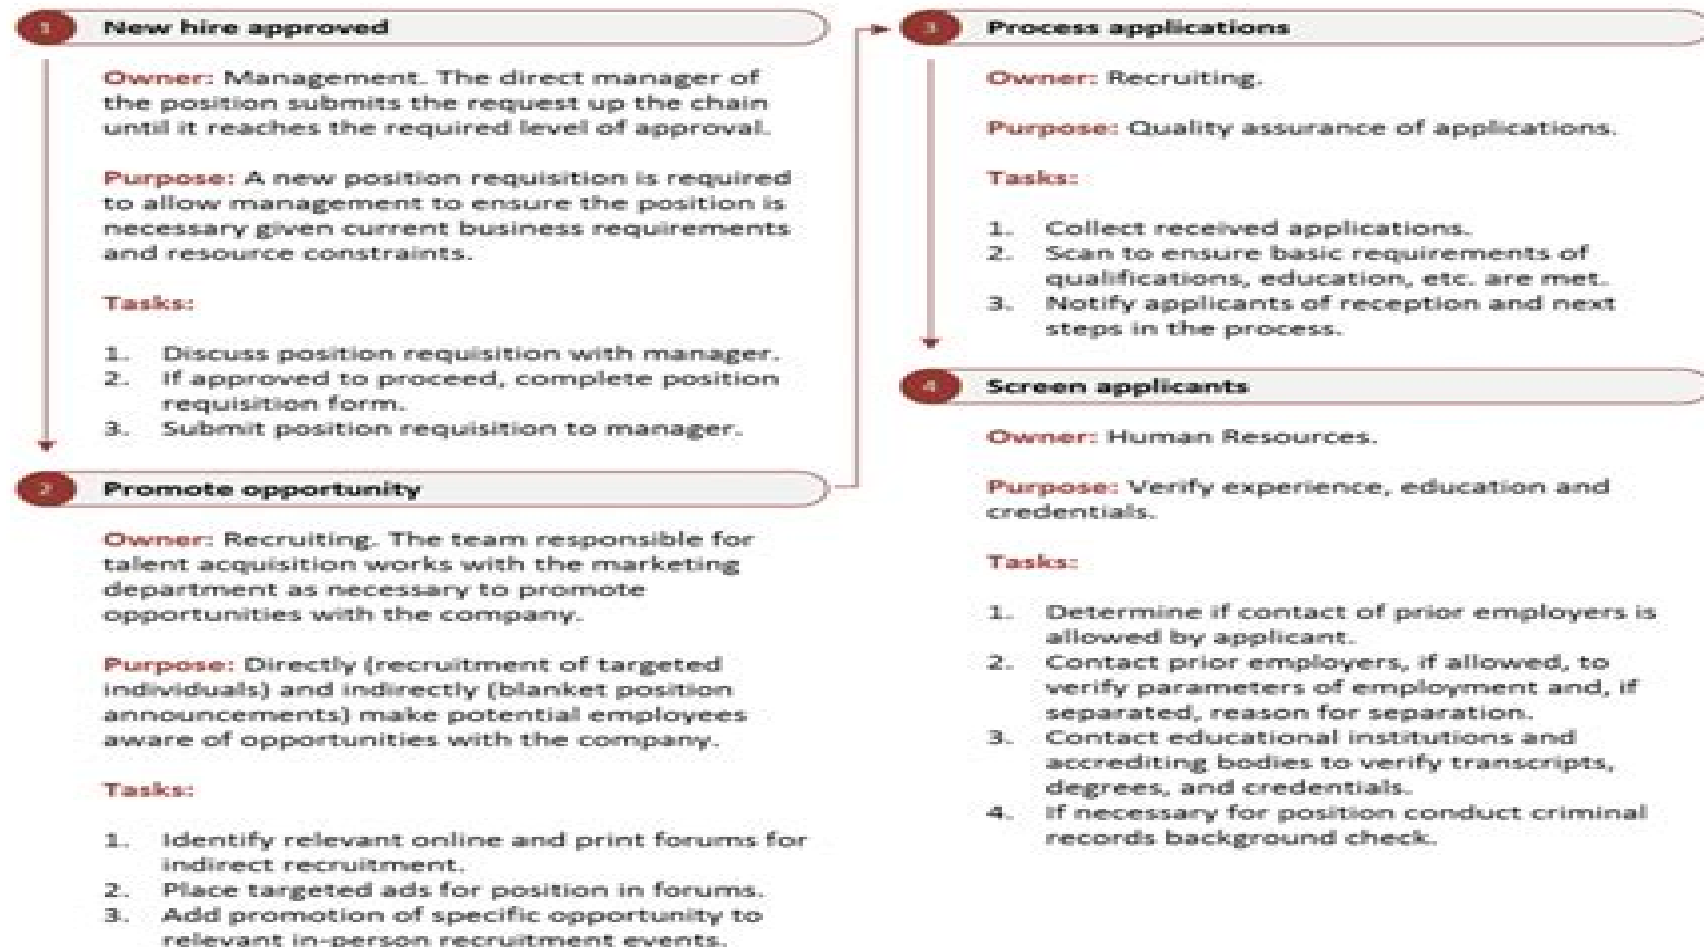 1 New hire approved
Owner: Management. The direct manager of
the position submits the request up the chain
until it reaches the required level of approval.
Purpose: A new position requisition is required
to allow management to ensure the position is
necessary given current business requirements
and resource constraints.
Tasks:
1. Discuss position requisition with manager.
2. If approved to proceed, complete position
requisition form.
3. Submit position requisition to manager.
2 Promote opportunity
Owner: Recruiting. The team responsible for
talent acquisition works with the marketing
department as necessary to promote
opportunities with the company.
Purpose: Directly (recruitment of targeted
individuals) and indirectly (blanket position
announcements) make potential employees
aware of opportunities with the company.
Tasks:
1. Identify relevant online and print forums for
indirect recruitment.
2. Place targeted ads for position in forums.
3. Add promotion of specific opportunity to
relevant in-person recruitment events.
3 Process applications
Owner: Recruiting.
Purpose: Quality assurance of applications.
Tasks:
1. Collect received applications.
2. Scan to ensure basic requirements of
qualifications, education, etc. are met.
3. Notify applicants of reception and next
steps in the process.
4 Screen applicants
Owner: Human Resources.
Purpose: Verify experience, education and
credentials.
Tasks:
1. Determine if contact of prior employers is
allowed by applicant.
2. Contact prior employers, if allowed, to
verify parameters of employment and, if
separated, reason for separation.
3. Contact educational institutions and
accrediting bodies to verify transcripts,
degrees, and credentials.
4. If necessary for position conduct criminal
records background check.